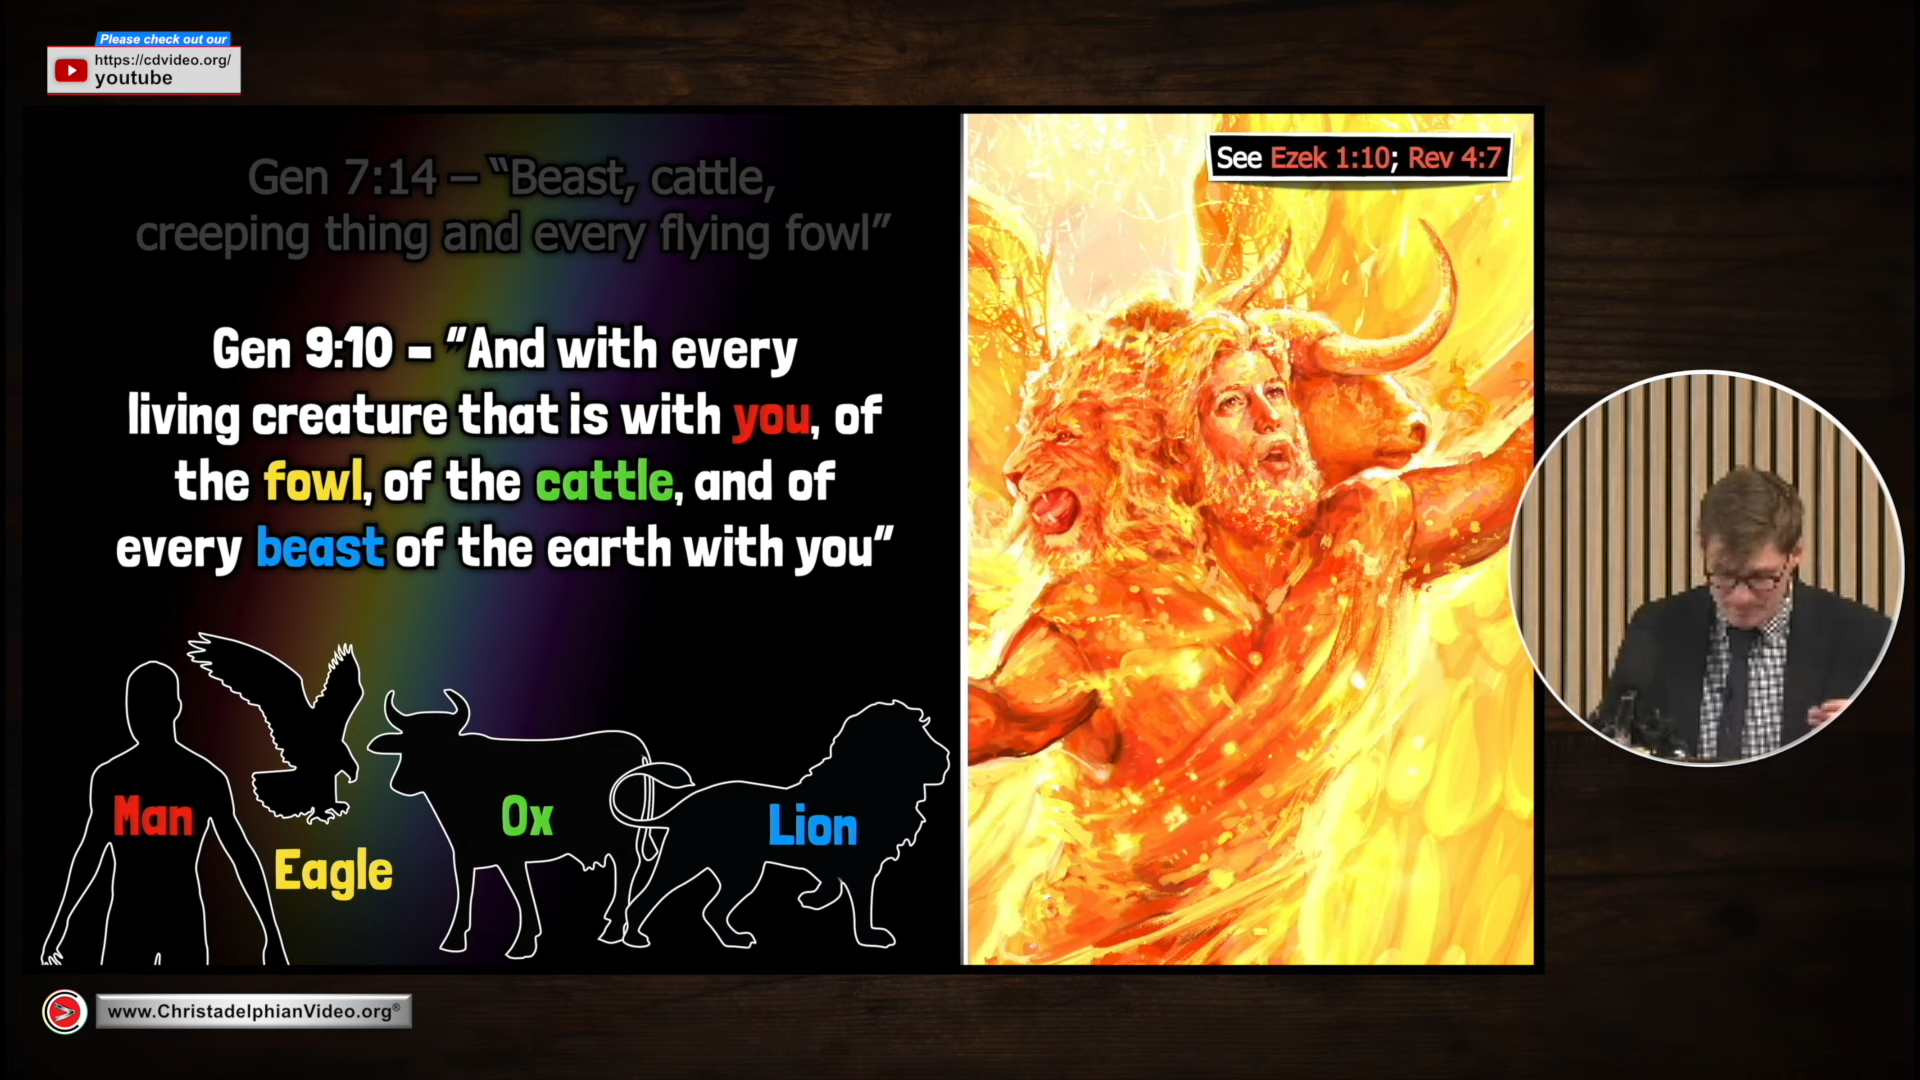 Please check out our
https://cdvideo.org/
youtube
Gen 7:14 – “Beast, cattle,
creeping thing and every flying fowl”
Gen 9:10 – “And with every
living creature that is with you, of
the fowl, of the cattle, and of
every beast of the earth with you”
Man
Eagle
Ox
Lion
See Ezek 1:10; Rev 4:7
www.ChristadelphianVideo.org®